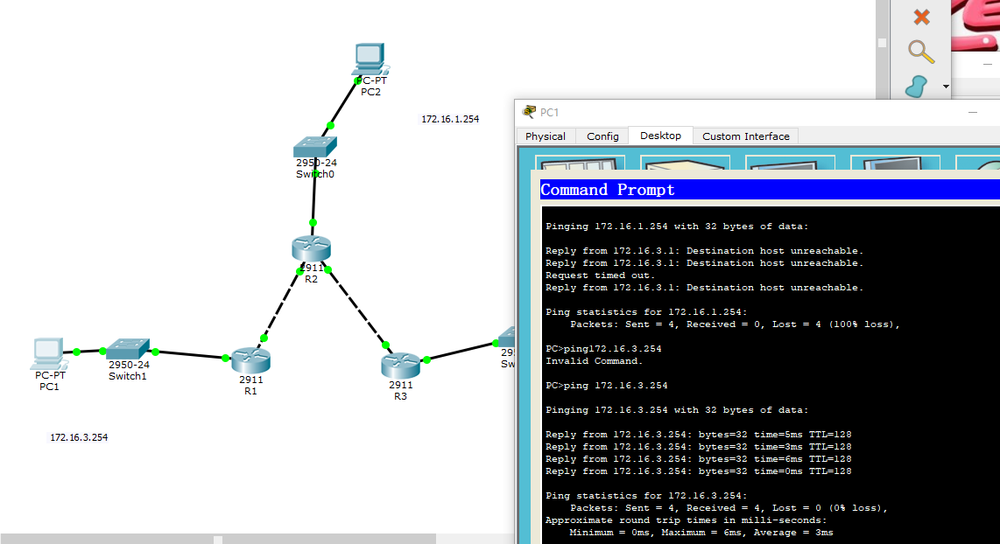 PC-PT
PC2
172.16.1.254
2950-24
Switch0
2911
R2
PC-PT
PC1
2950-24
Switch1
2911
R1
2911
R3
172.16.3.254
PC1
Physical
Config
Desktop
Custom Interface
Command Prompt
Pinging 172.16.1.254 with 32 bytes of data:
Reply from 172.16.3.1: Destination host unreachable.
Reply from 172.16.3.1: Destination host unreachable.
Request timed out.
Reply from 172.16.3.1: Destination host unreachable.
Ping statistics for 172.16.1.254:
Packets: Sent = 4, Received = 0, Lost = 4 (100% loss),
PC>ping172.16.3.254
Invalid Command.
PC>ping 172.16.3.254
Pinging 172.16.3.254 with 32 bytes of data:
Reply from 172.16.3.254: bytes=32 time=5ms TTL=128
Reply from 172.16.3.254: bytes=32 time=3ms TTL=128
Reply from 172.16.3.254: bytes=32 time=6ms TTL=128
Reply from 172.16.3.254: bytes=32 time=0ms TTL=128
Ping statistics for 172.16.3.254:
Packets: Sent = 4, Received = 4, Lost = 0 (0% loss),
Approximate round trip times in milli-seconds:
Minimum = 0ms, Maximum = 6ms, Average = 3ms